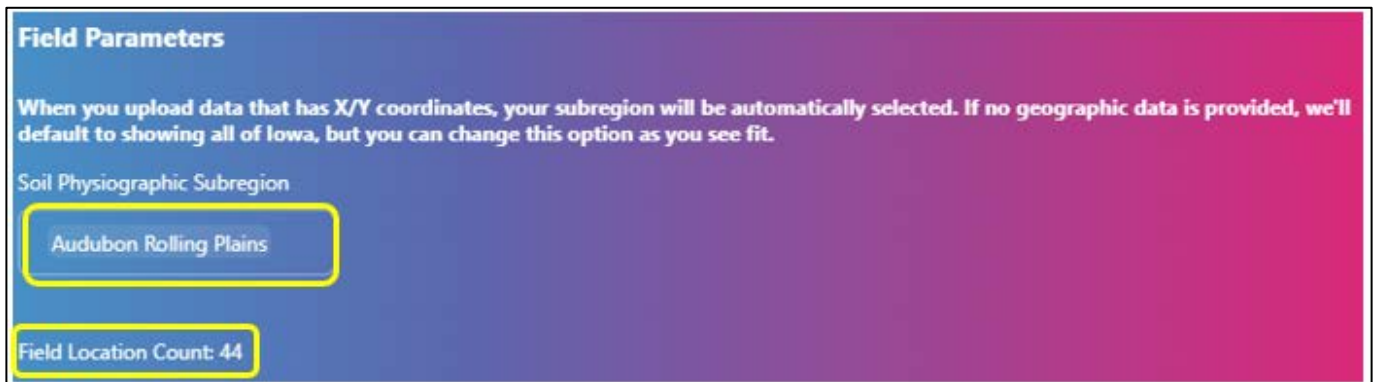 Field Parameters
When you upload data that has X/Y coordinates, your subregion will be automatically selected. If no geographic data is provided, we'll
default to showing all of Iowa, but you can change this option as you see fit.
Soil Physiographic Subregion
Audubon Rolling Plains
Field Location Count: 44